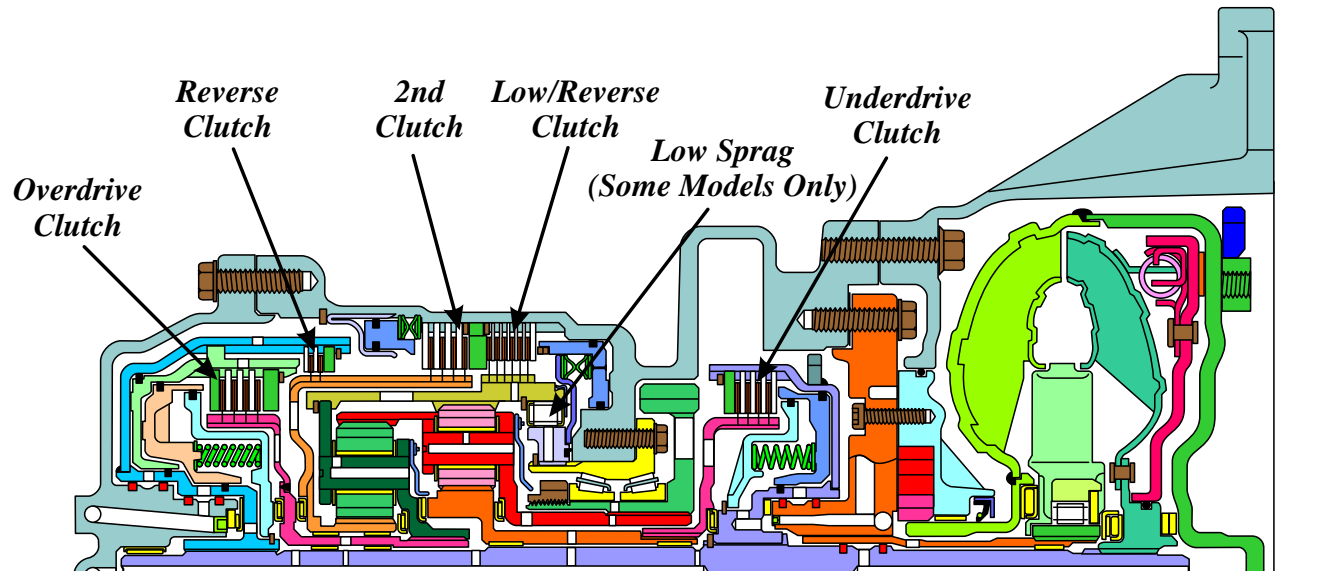 Reverse
Clutch
2nd
Clutch
Low/Reverse
Clutch
Underdrive
Clutch
Low Sprag
(Some Models Only)
Overdrive
Clutch